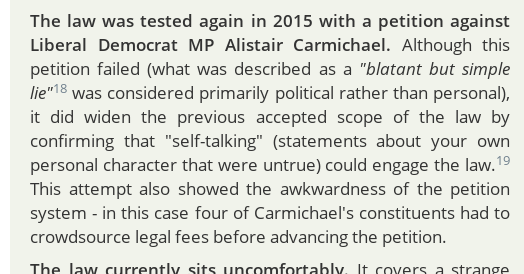 The law was tested again in 2015 with a petition against
Liberal Democrat MP Alistair Carmichael. Although this
petition failed (what was described as a "blatant but simple
lie"18 was considered primarily political rather than personal),
it did widen the previous accepted scope of the law by
confirming that "self-talking" (statements about your own
personal character that were untrue) could engage the law.19
This attempt also showed the awkwardness of the petition
system - in this case four of Carmichael's constituents had to
crowdsource legal fees before advancing the petition.
The law currently sits uncomfortably. It covers a strange